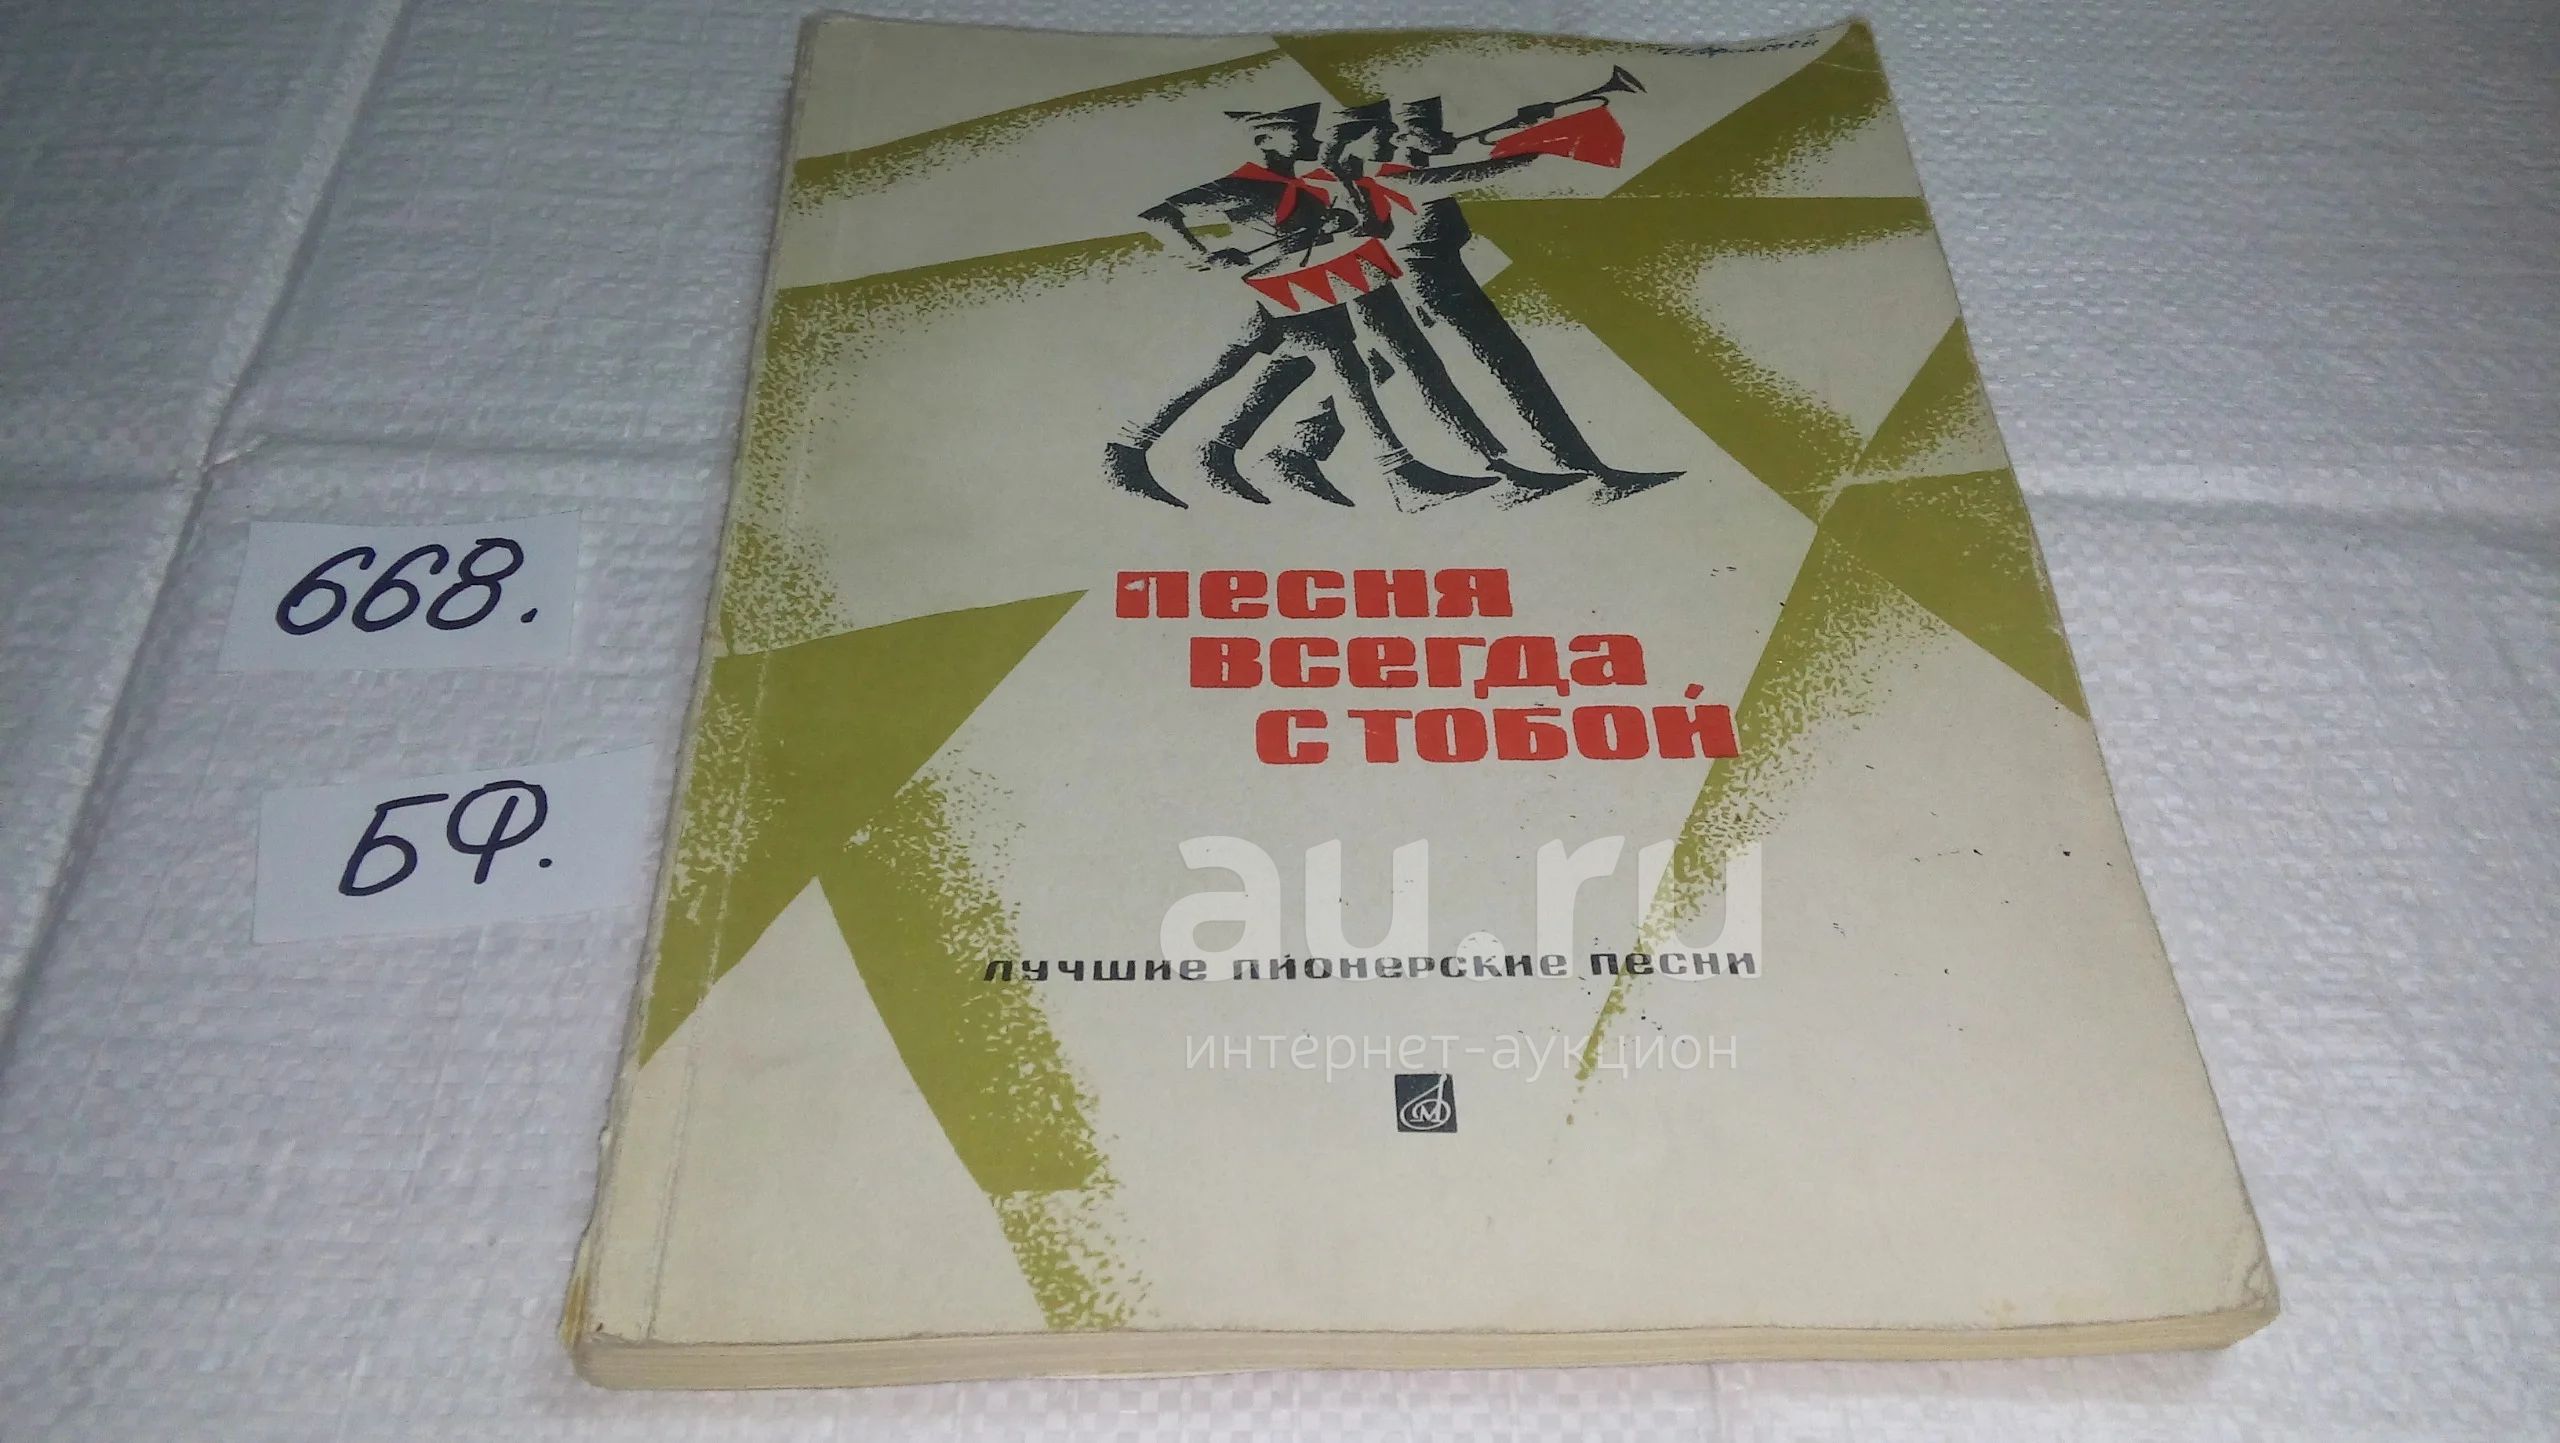 668.
БФ.
ПЕСНЯ
ВСЕГДА
С ТОБОЙ
au.ru
ЛУЧШИЕ ПИОНЕРСКИЕ ПЕСНИ
интернет-аукцион